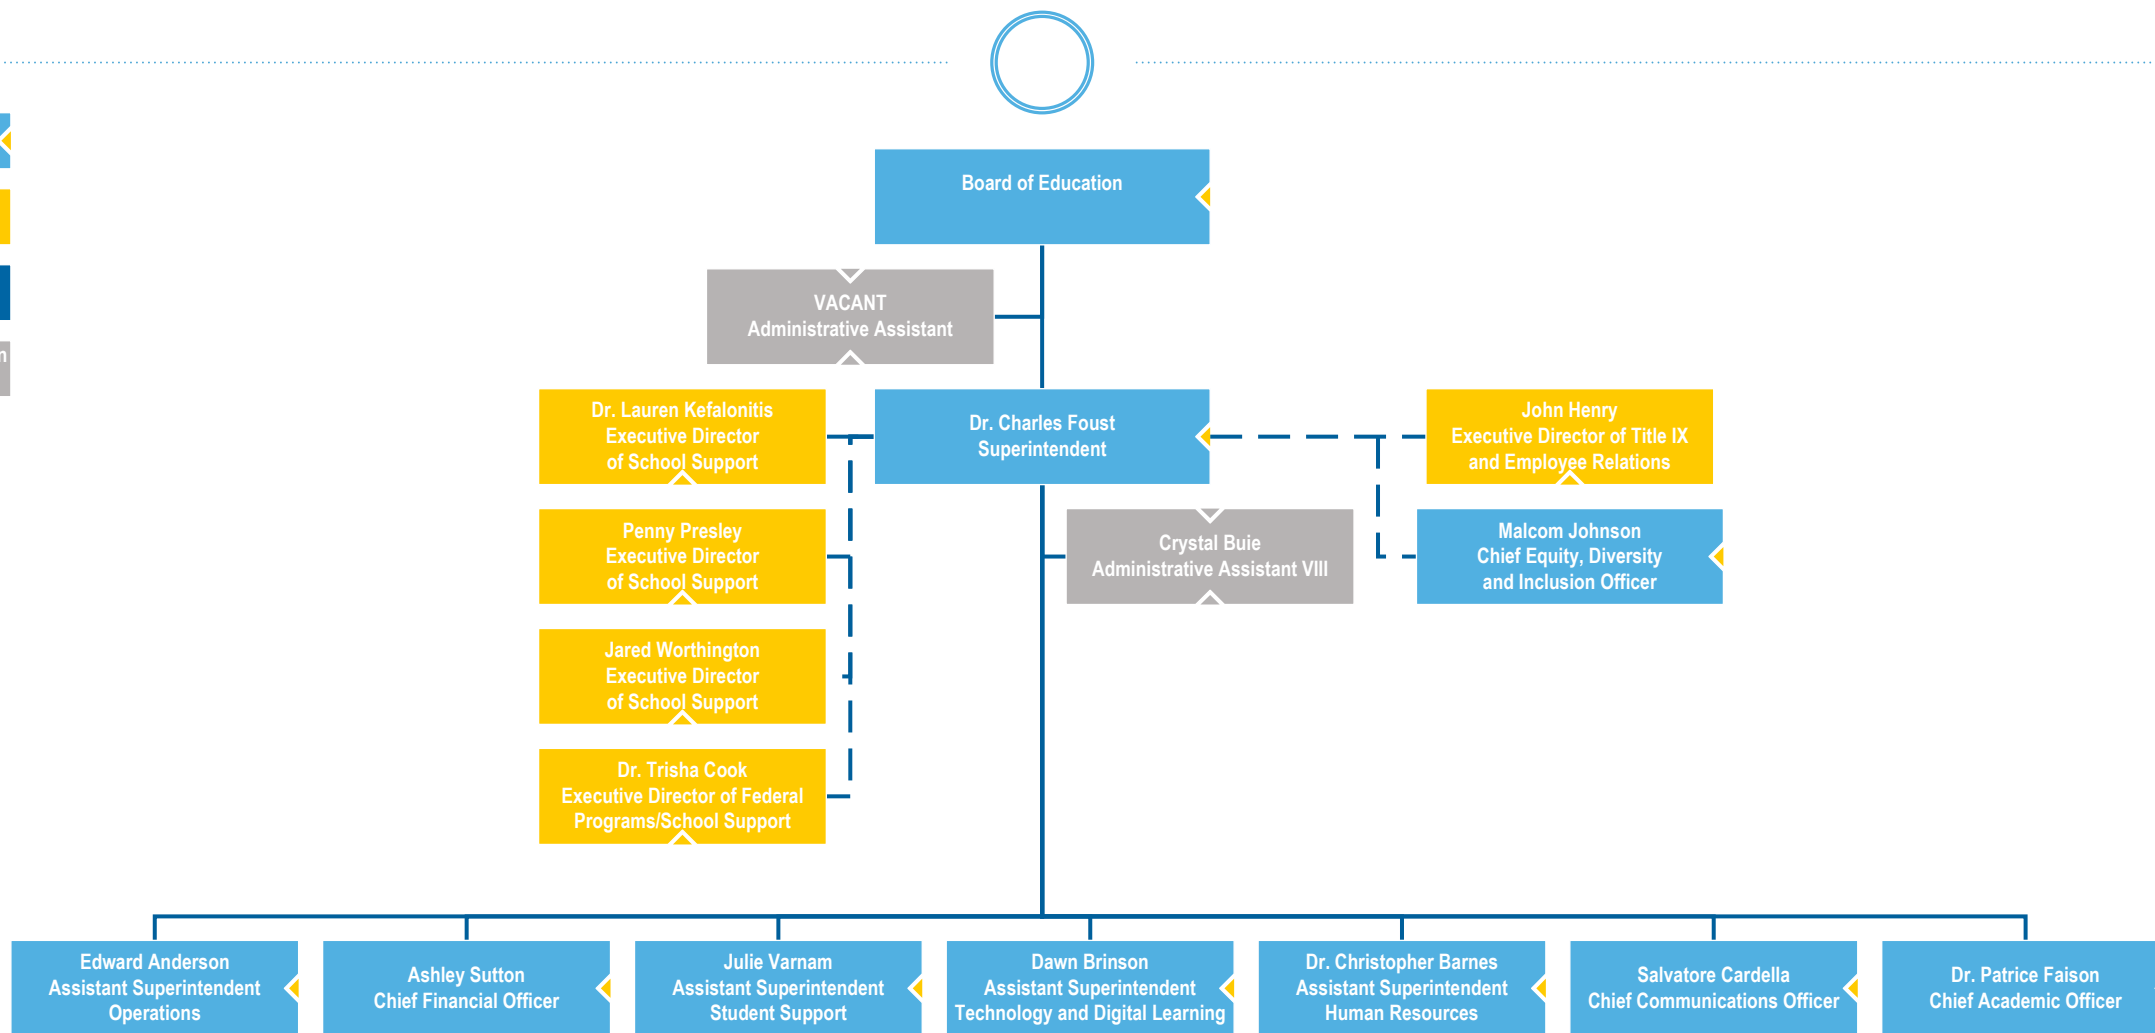 Board of Education
VACANT
Administrative Assistant
Dr. Lauren Kefalonitis
Executive Director
of School Support
Dr. Charles Foust
Superintendent
John Henry
Executive Director of Title IX
and Employee Relations
Penny Presley
Executive Director
of School Support
Crystal Buie
Administrative Assistant VIII
Malcom Johnson
Chief Equity, Diversity
and Inclusion Officer
Jared Worthington
Executive Director
of School Support
Dr. Trisha Cook
Executive Director of Federal
Programs/School Support
Edward Anderson
Assistant Superintendent
Operations
Ashley Sutton
Chief Financial Officer
Julie Varnam
Assistant Superintendent
Student Support
Dawn Brinson
Assistant Superintendent
Technology and Digital Learning
Dr. Christopher Barnes
Assistant Superintendent
Human Resources
Salvatore Cardella
Chief Communications Officer
Dr. Patrice Faison
Chief Academic Officer